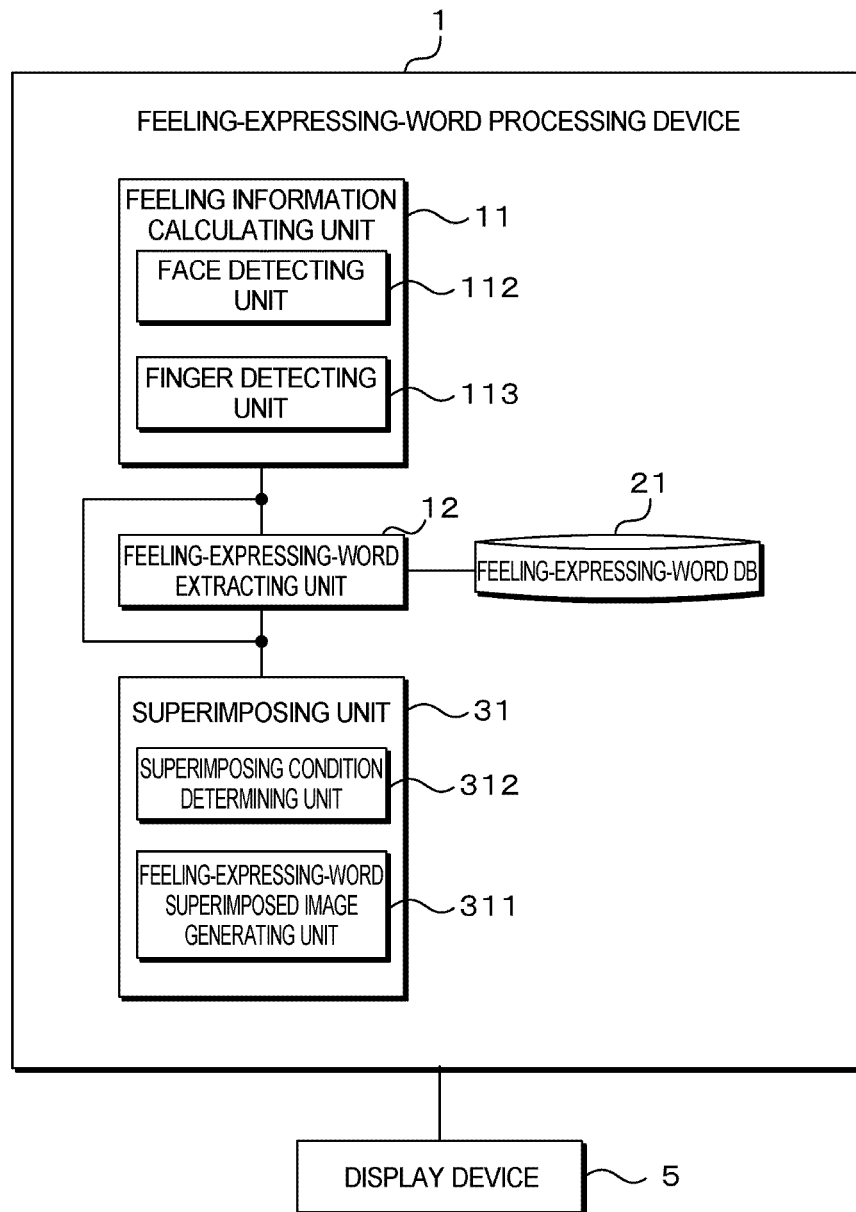 1
FEELING-EXPRESSING-WORD PROCESSING DEVICE
FEELING INFORMATION
CALCULATING UNIT
11
FACE DETECTING
UNIT
112
FINGER DETECTING
UNIT
113
12
21
FEELING-EXPRESSING-WORD
EXTRACTING UNIT
FEELING-EXPRESSING-WORD DB
SUPERIMPOSING UNIT
31
SUPERIMPOSING CONDITION
DETERMINING UNIT
312
FEELING-EXPRESSING-WORD
SUPERIMPOSED IMAGE
GENERATING UNIT
311
DISPLAY DEVICE
5